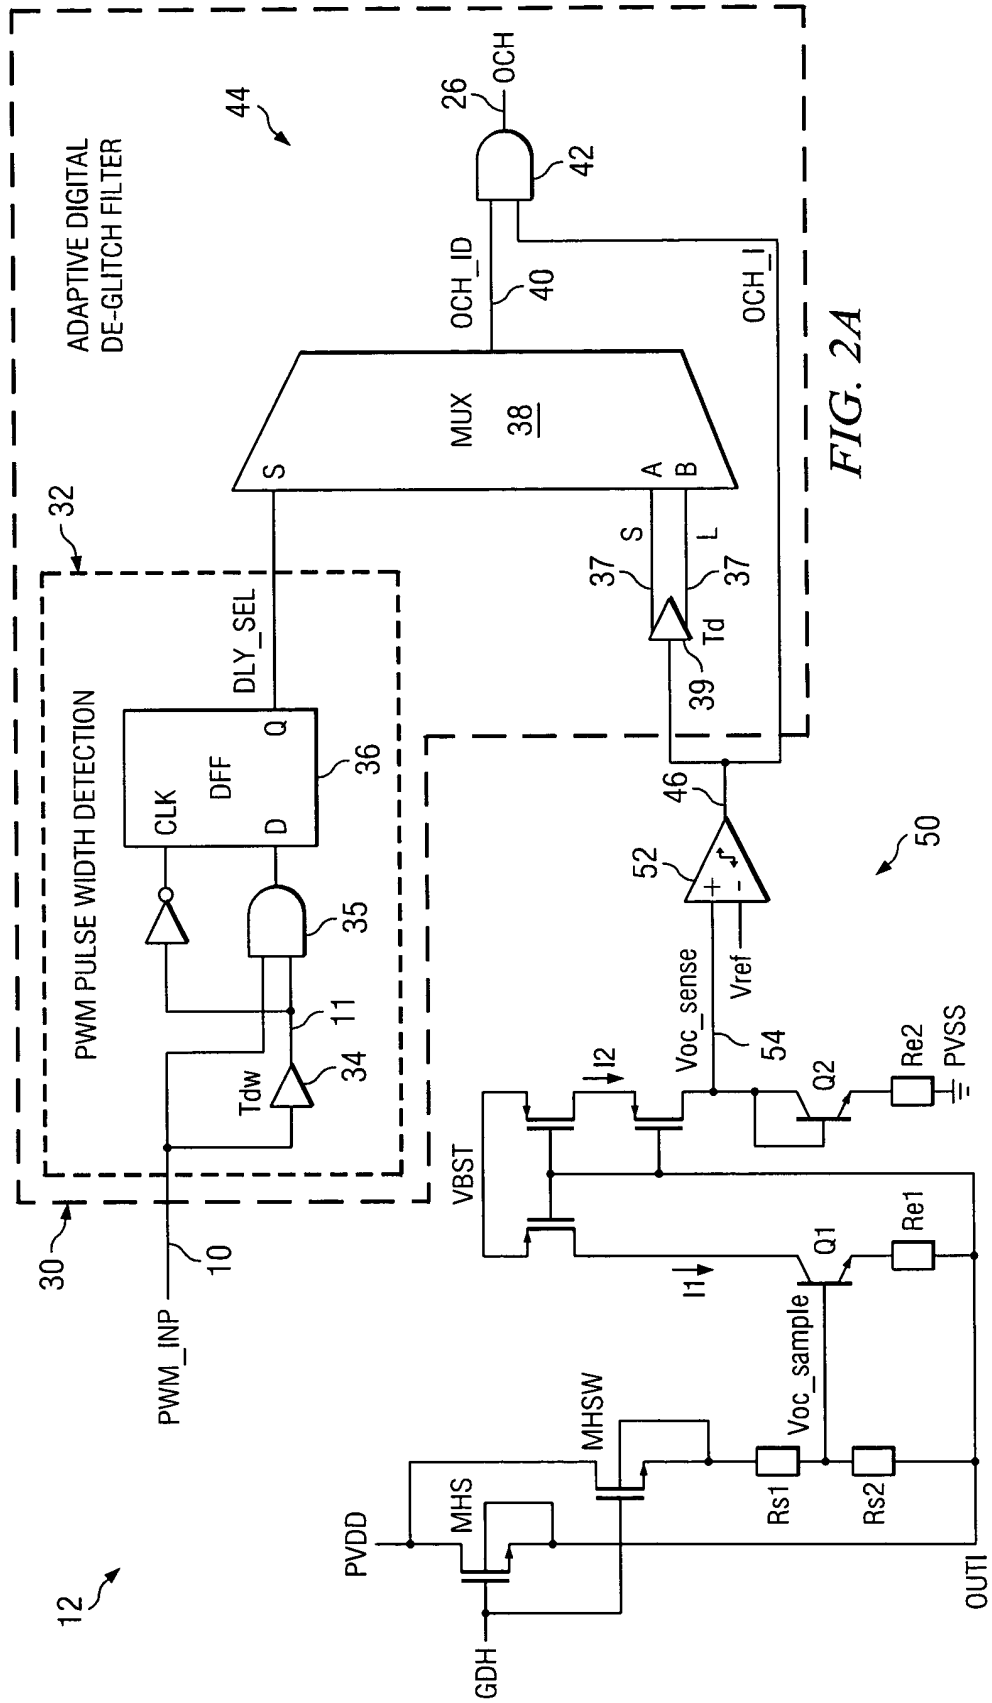 ADAPTIVE DIGITAL
DE-GLITCH FILTER
44
32
30
PWM PULSE WIDTH DETECTION
PWM_INP
10
Tdw
34
11
35
CLK
DFF
D
Q
36
DLY_SEL
S
MUX
38
A
B
S
L
37
37
39
Td
OCH_ID
40
42
26
OCH
OCH_I
12
PVDD
MHS
GDH
MHSW
Rs1
Rs2
Voc_sample
OUTI
VBST
I1
Q1
Re1
I2
Q2
Re2
PVSS
Voc_sense
54
Vref
52
+
-
46
50
FIG. 2A